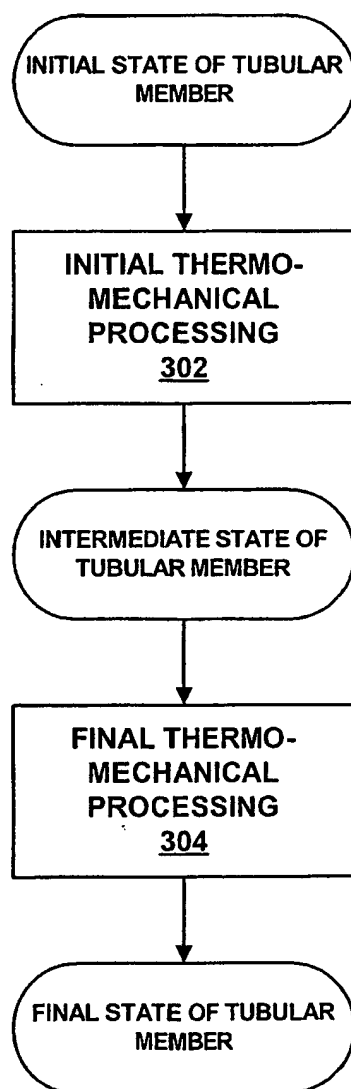 INITIAL STATE OF TUBULAR
MEMBER
INITIAL THERMO-
MECHANICAL
PROCESSING
302
INTERMEDIATE STATE OF
TUBULAR MEMBER
FINAL THERMO-
MECHANICAL
PROCESSING
304
FINAL STATE OF TUBULAR
MEMBER